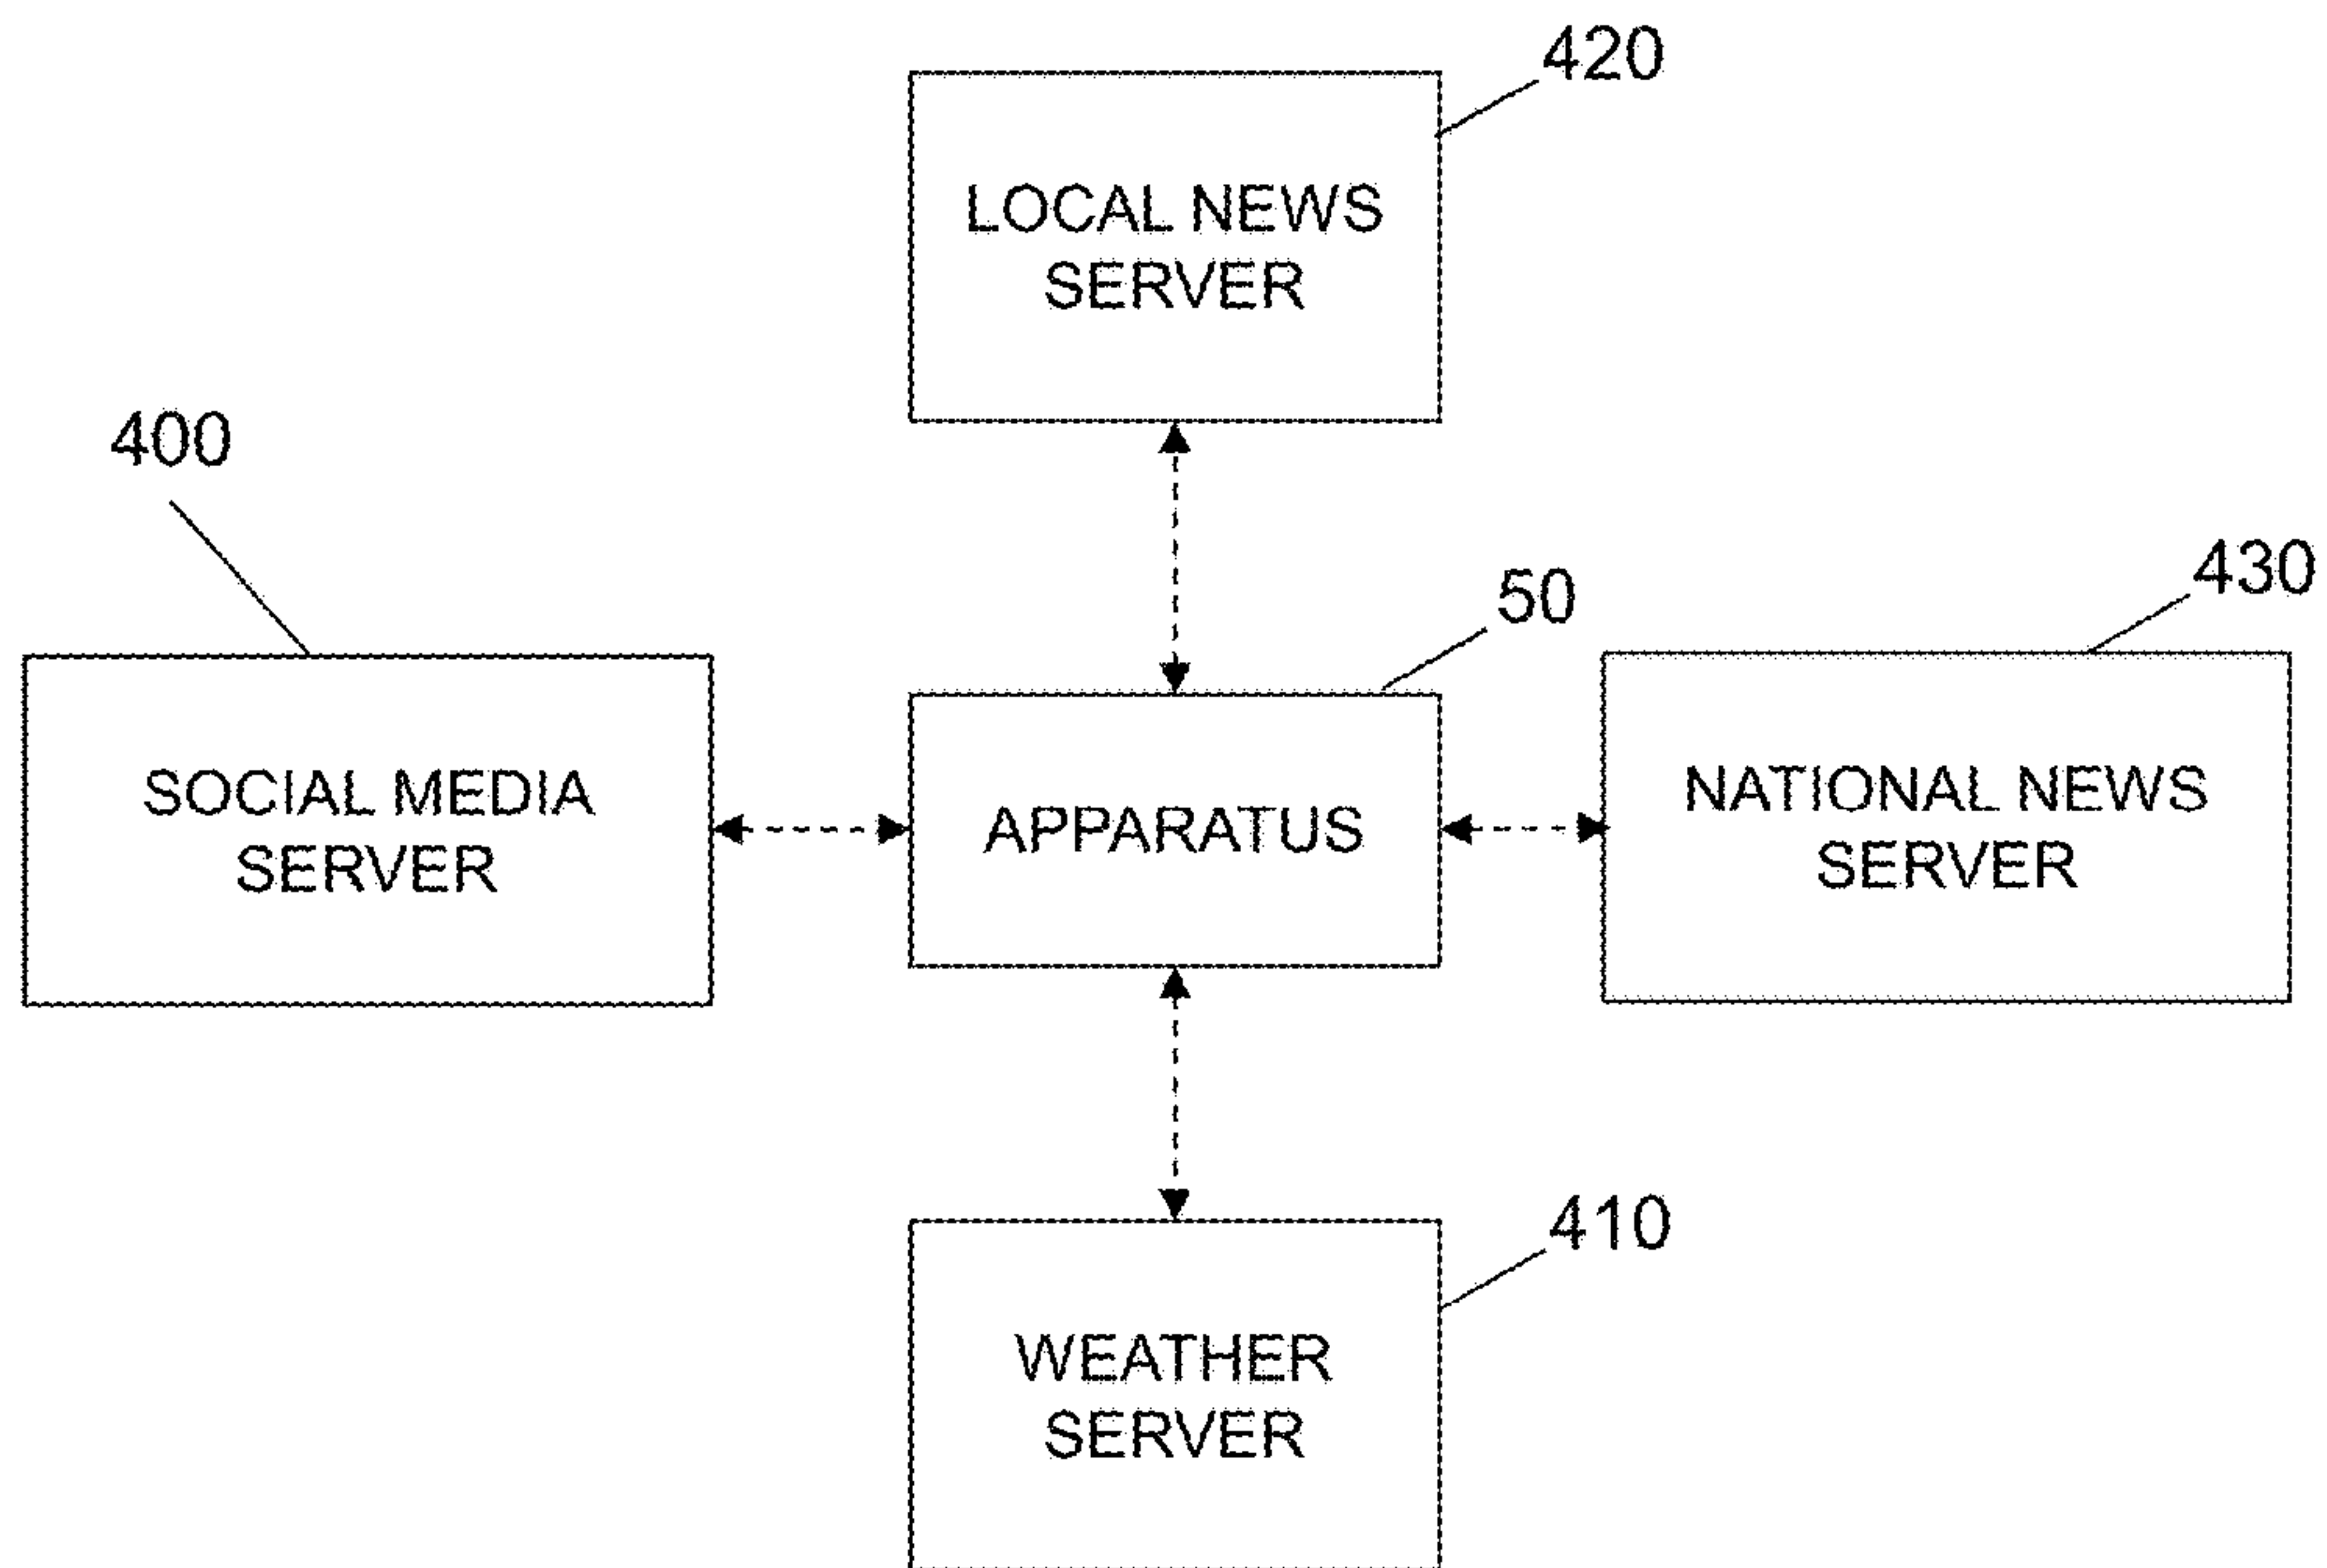 420
LOCAL NEWS
SERVER
400
50
430
SOCIAL MEDIA
SERVER
APPARATUS
NATIONAL NEWS
SERVER
410
WEATHER
SERVER